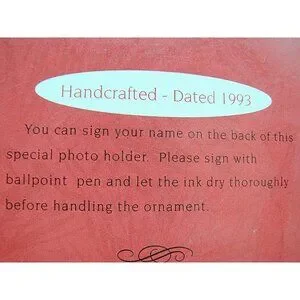 Handcrafted - Dated 1993
You can sign your name on the back of this
special photo holder. Please sign with
ballpoint pen and let the ink dry thoroughly
before handling the ornament.